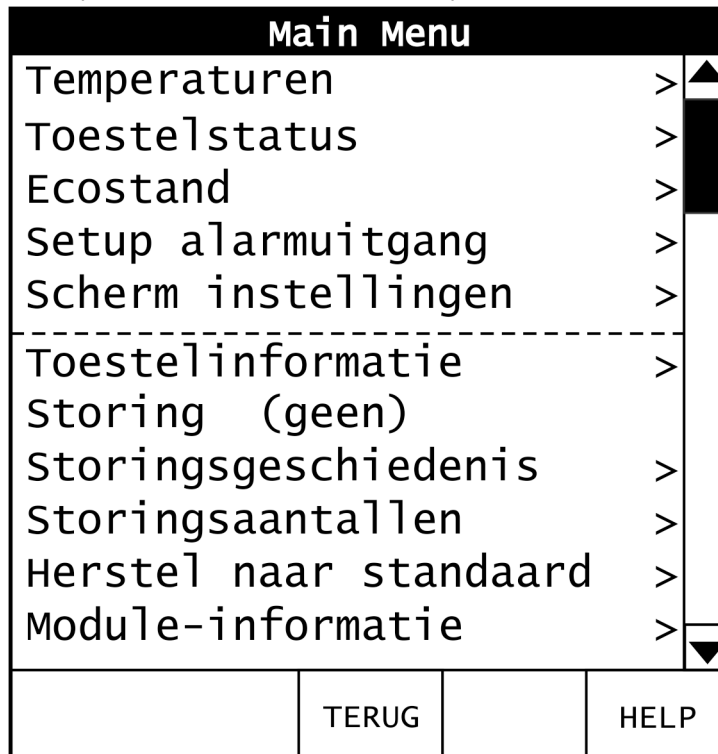 Main Menu
Temperaturen >
Toestelstatus >
Ecostand >
Setup alarmuitgang >
Scherm instellingen >
Toestelinformatie >
Storing (geen)
Storingsgeschiedenis >
Storingsaantallen >
Herstel naar standaard >
Module-informatie >
TERUG HELP